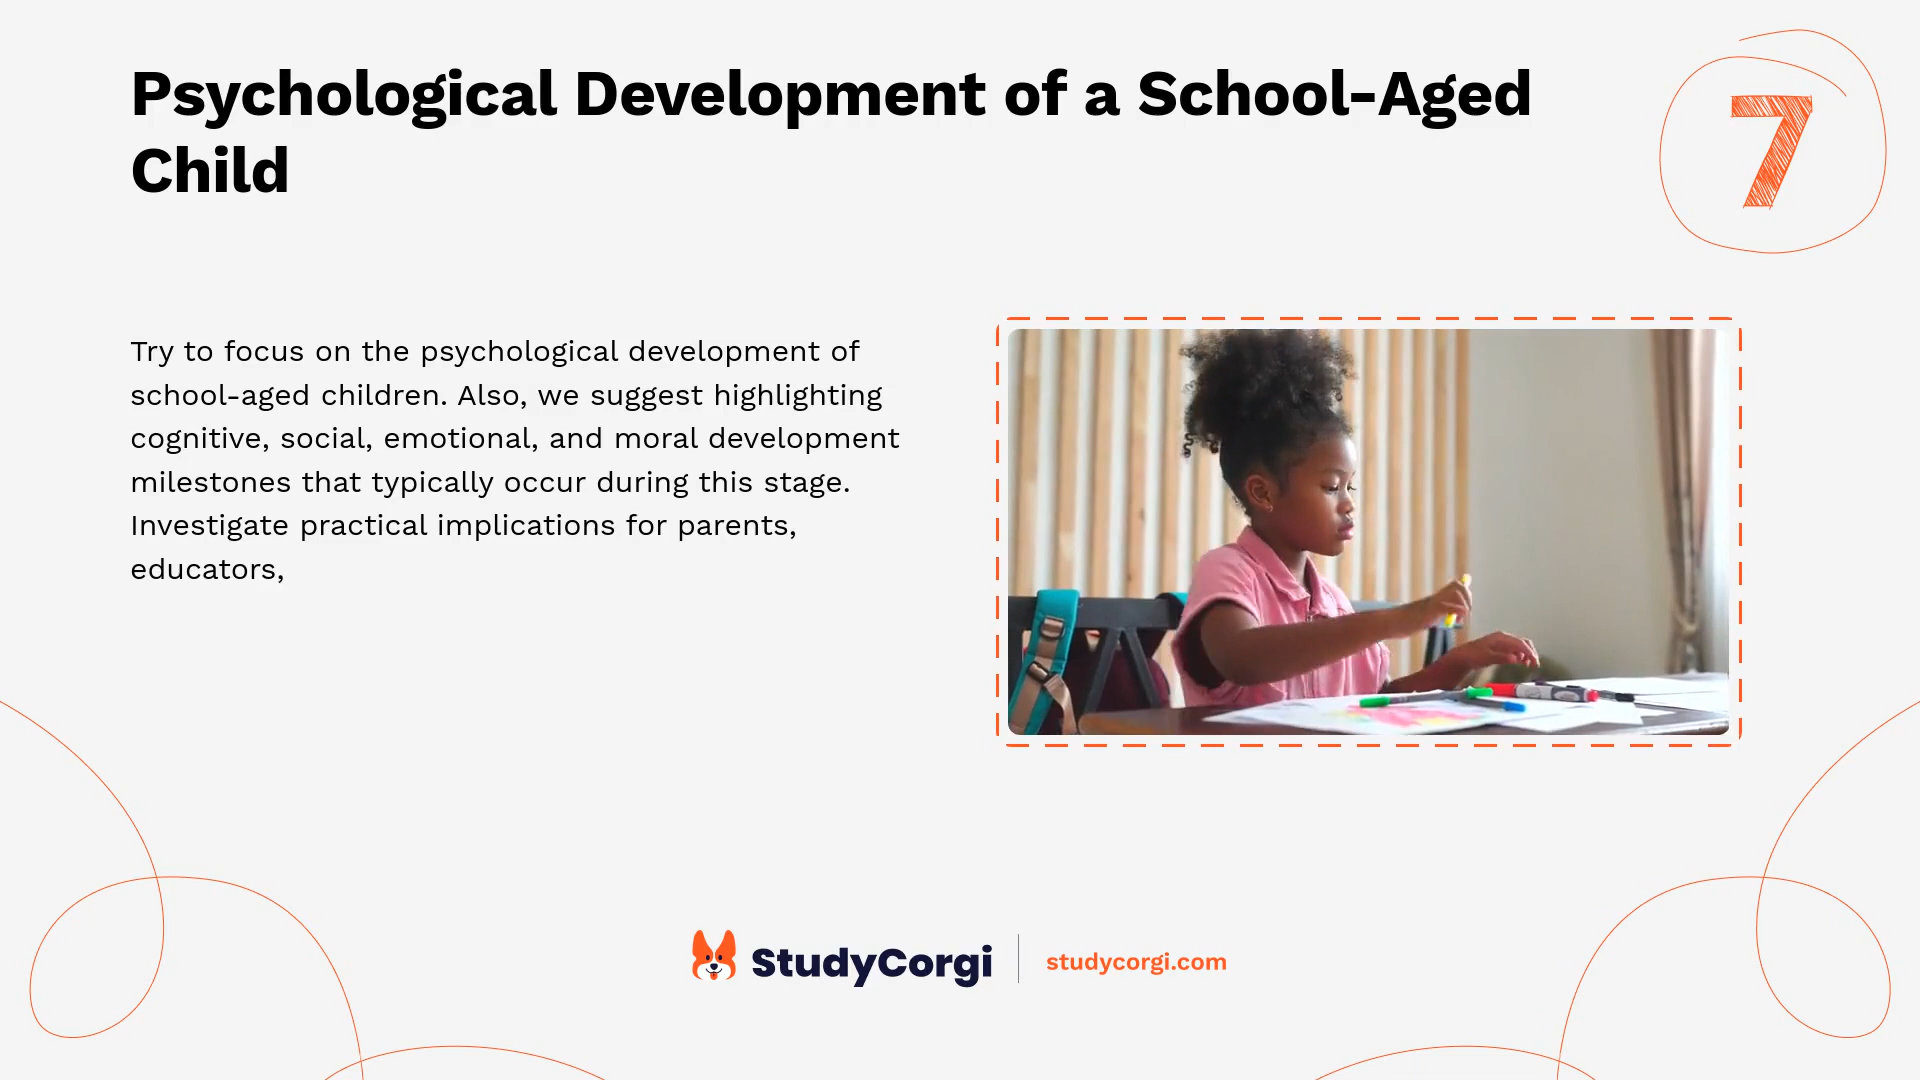 Psychological Development of a School-Aged
Child
7
Try to focus on the psychological development of
school-aged children. Also, we suggest highlighting
cognitive, social, emotional, and moral development
milestones that typically occur during this stage.
Investigate practical implications for parents,
educators,
StudyCorgi
studycorgi.com